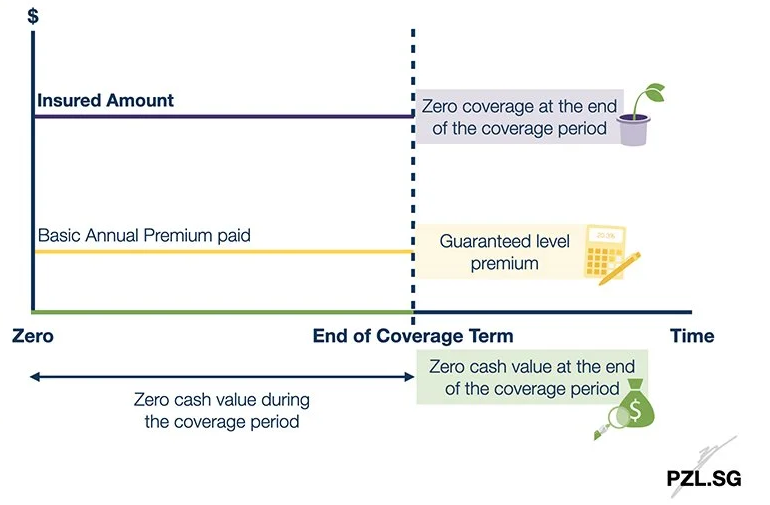 $
Insured Amount
Zero coverage at the end
of the coverage period
Basic Annual Premium paid
Guaranteed level
premium
Zero
End of Coverage Term
Time
Zero cash value during
the coverage period
Zero cash value at the end
of the coverage period
$
PZL.SG